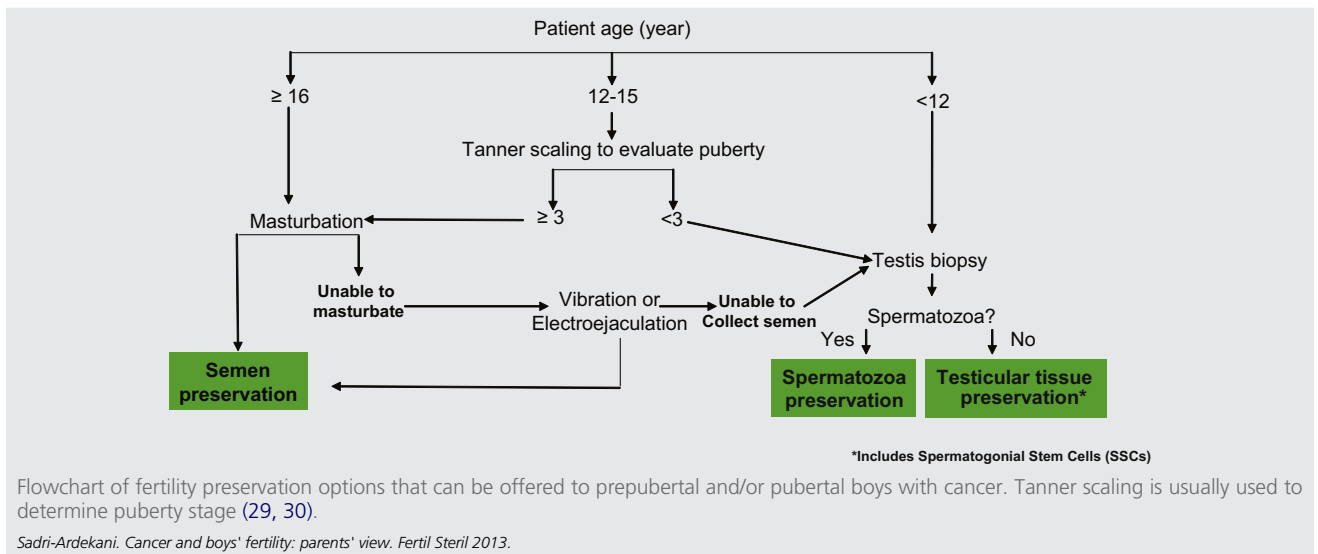 Patient age (year)
≥ 16
12-15
<12
Tanner scaling to evaluate puberty
Masturbation
≥ 3
<3
Testis biopsy
Unable to
masturbate
Vibration or
Electroejaculation
Unable to
Collect semen
Spermatozoa?
Yes
No
Semen
preservation
Spermatozoa
preservation
Testicular tissue
preservation*
*Includes Spermatogonial Stem Cells (SSCs)
Flowchart of fertility preservation options that can be offered to prepubertal and/or pubertal boys with cancer. Tanner scaling is usually used to
determine puberty stage (29, 30).
Sadri-Ardekani. Cancer and boys' fertility: parents' view. Fertil Steril 2013.